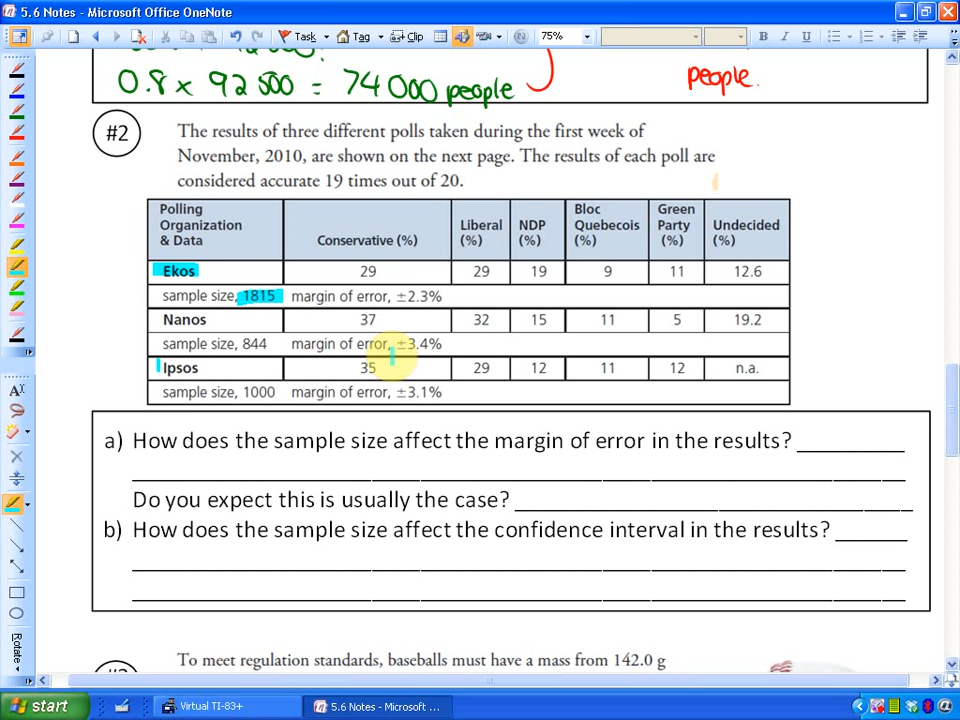 5.6 Notes - Microsoft Office OneNote
Task Tag Clip 75% B I U
0.8 x 92 500 = 74 000 people
people.
#2
The results of three different polls taken during the first week of
November, 2010, are shown on the next page. The results of each poll are
considered accurate 19 times out of 20.
Polling Organization & Data Conservative (%) Liberal (%) NDP (%) Bloc Quebecois (%) Green Party (%) Undecided (%)
Ekos 29 29 19 9 11 12.6
sample size, 1815 margin of error, ±2.3%
Nanos 37 32 15 11 5 19.2
sample size, 844 margin of error, ±3.4%
Ipsos 35 29 12 11 12 n.a.
sample size, 1000 margin of error, ±3.1%
a) How does the sample size affect the margin of error in the results? __________
Do you expect this is usually the case? __________
b) How does the sample size affect the confidence interval in the results? ______
To meet regulation standards, baseballs must have a mass from 142.0 g
Rotate
start Virtual TI-83+ 5.6 Notes - Microsoft ...